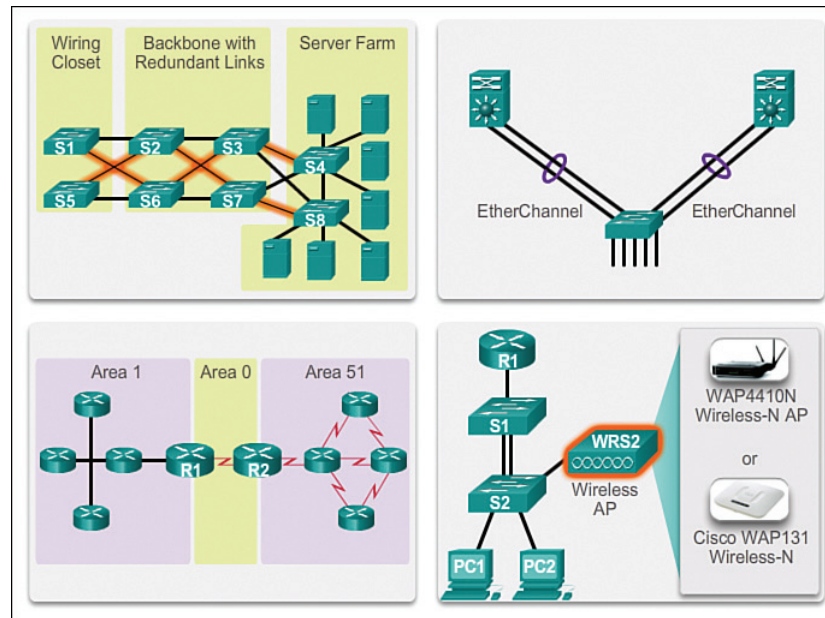 Wiring
Closet
Backbone with
Redundant Links
Server Farm
S1
S2
S3
S4
S5
S6
S7
S8
EtherChannel
EtherChannel
Area 1
Area 0
Area 51
R1
R2
R1
S1
S2
WRS2
Wireless
AP
PC1
PC2
WAP4410N
Wireless-N AP
or
Cisco WAP131
Wireless-N